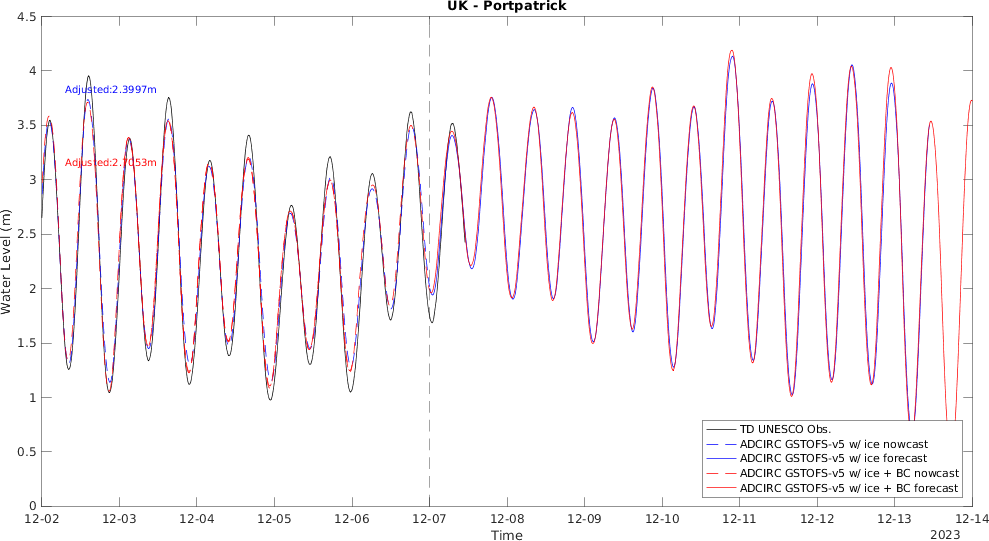 UK - Portpatrick
4.5
4
3.5
3
2.5
2
1.5
1
0.5
0
Water Level (m)
Adjusted:2.3997m
Adjusted:2.7053m
TD UNESCO Obs.
ADCIRC GSTOFS-v5 w/ ice nowcast
ADCIRC GSTOFS-v5 w/ ice forecast
ADCIRC GSTOFS-v5 w/ ice + BC nowcast
ADCIRC GSTOFS-v5 w/ ice + BC forecast
12-02 12-03 12-04 12-05 12-06 12-07 12-08 12-09 12-10 12-11 12-12 12-13 12-14
Time
2023